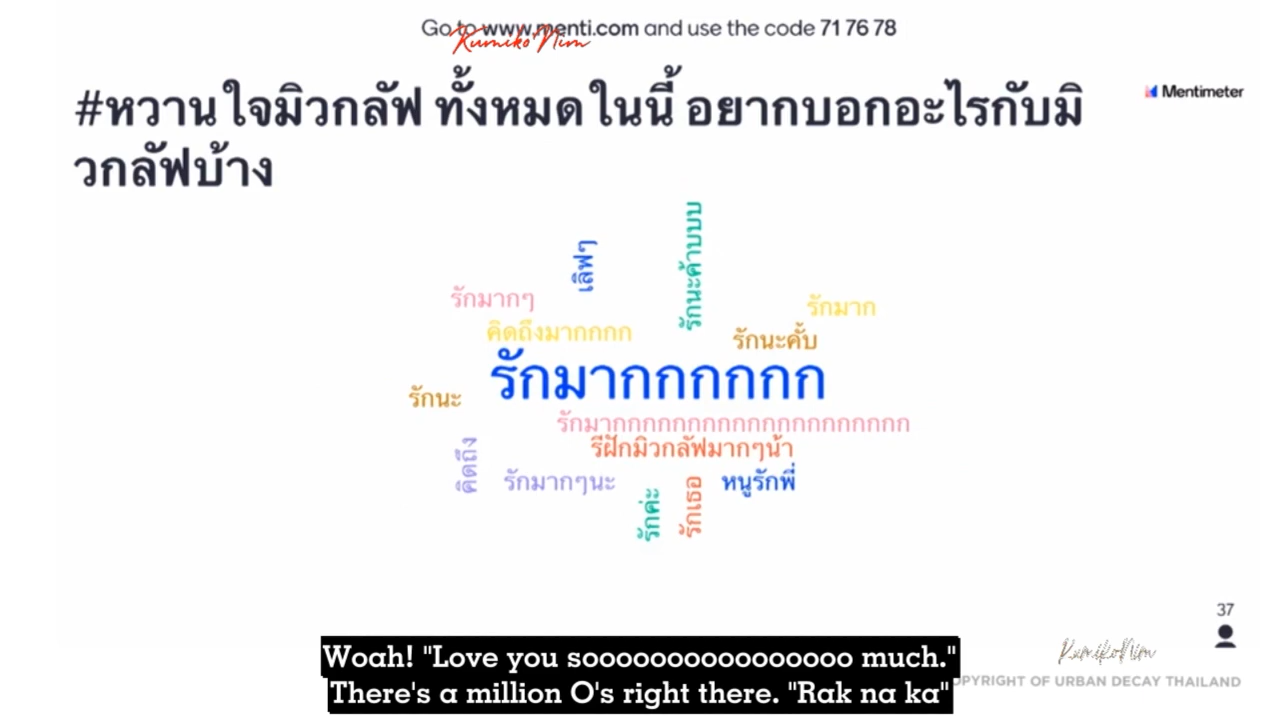 Go to www.menti.com and use the code 71 76 78
Kumiko Nim
#หวานใจมิวกลัฟ ทั้งหมดในนี้ อยากบอกอะไรกับมิ
วกลัฟบ้าง
Mentimeter
เลิฟๆ
รักนะค้าบบบ
รักมากๆ
รักมาก
คิดถึงมากกกก
รักนะคั้บ
รักมากกกกกก
รักนะ
รักมากกกกกกกกกกกกกกกกกกกก
รีฝักมิวกลัฟมากๆน้า
คิดถึง
รักมากๆนะ
รักค่ะ
รักเธอ
หนูรักพี่
37
Kumiko Nim
OPYRIGHT OF URBAN DECAY THAILAND
Woah! "Love you sooooooooooooooooo much."
There's a million O's right there. "Rak na ka"